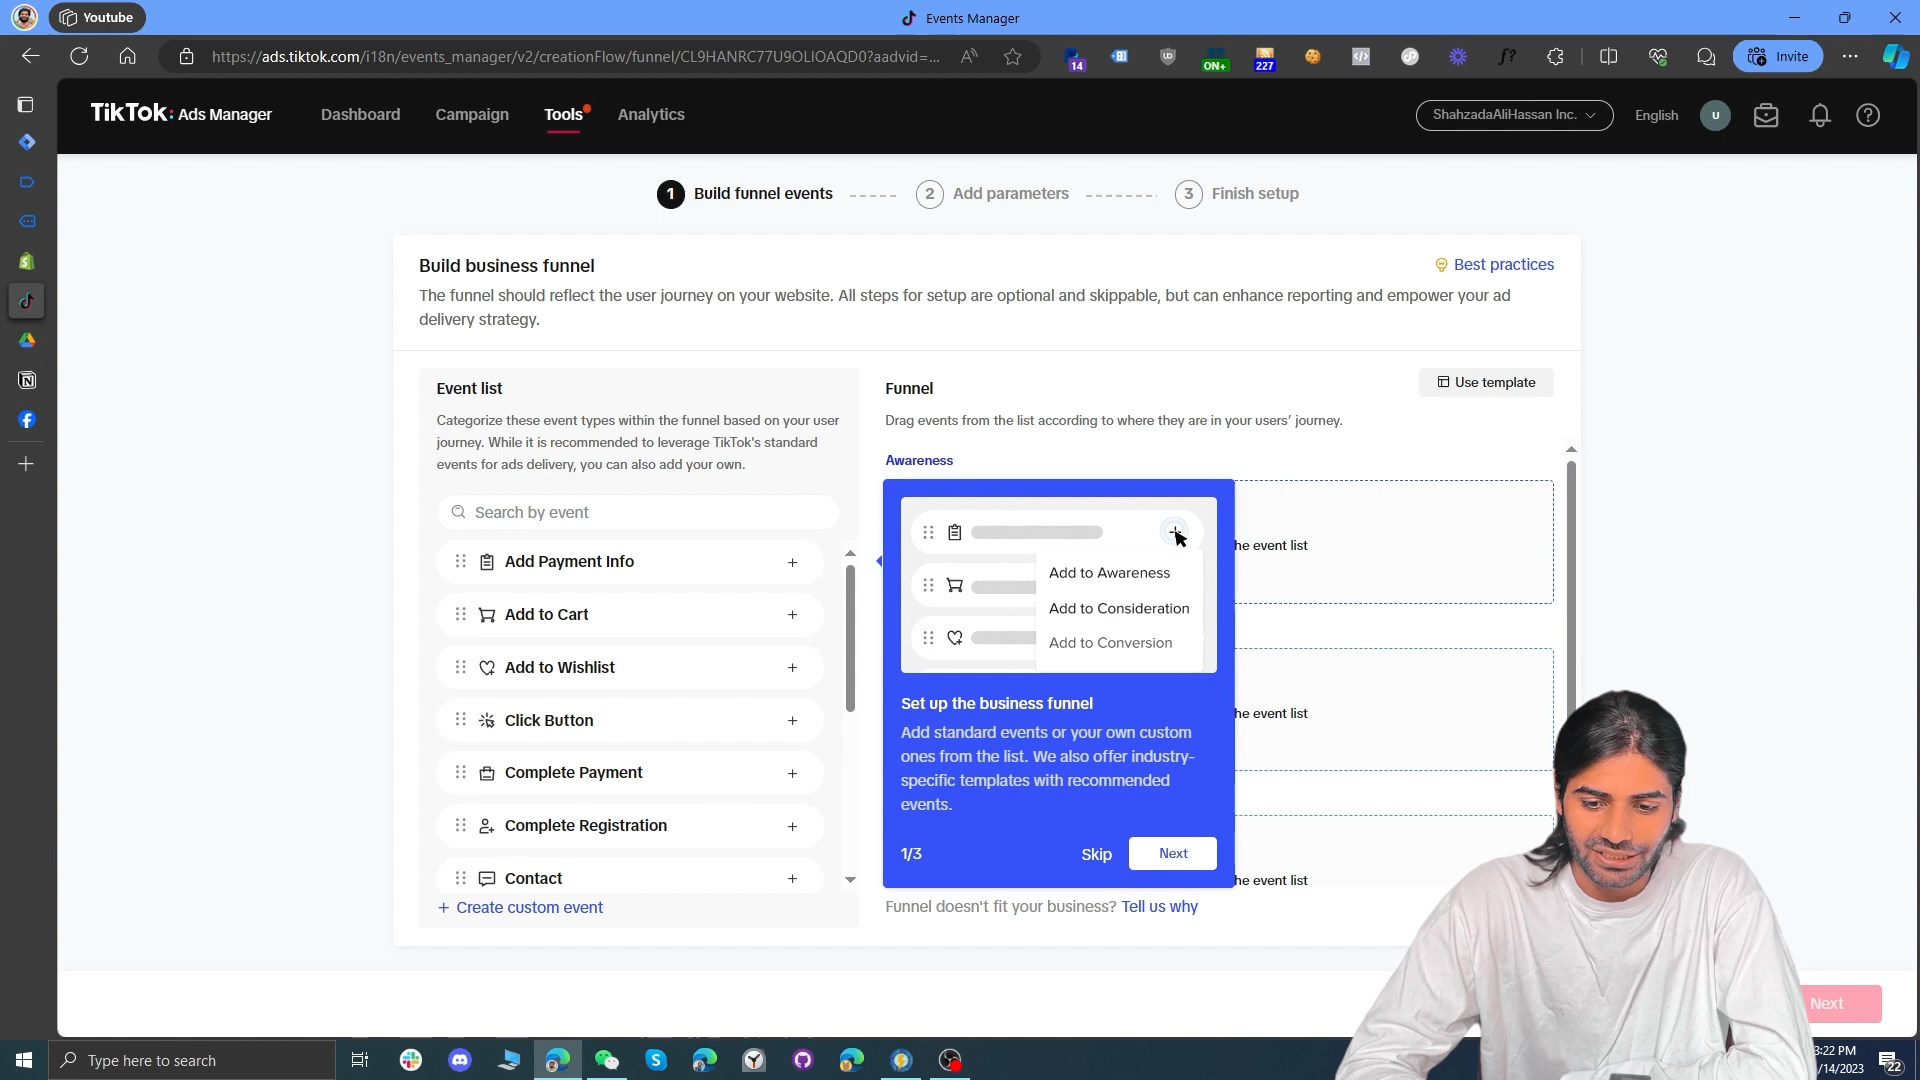 Youtube
Events Manager
https://ads.tiktok.com/i18n/events_manager/v2/creationFlow/funnel/CL9HANRC77U9OLIOAQD0?aadvid=...
14
ON+
227
Invite
TikTok: Ads Manager
Dashboard
Campaign
Tools
Analytics
ShahzadaAliHassan Inc.
English
U
1 Build funnel events
2 Add parameters
3 Finish setup
Build business funnel
Best practices
The funnel should reflect the user journey on your website. All steps for setup are optional and skippable, but can enhance reporting and empower your ad
delivery strategy.
Event list
Categorize these event types within the funnel based on your user
journey. While it is recommended to leverage TikTok's standard
events for ads delivery, you can also add your own.
Search by event
Add Payment Info
Add to Cart
Add to Wishlist
Click Button
Complete Payment
Complete Registration
Contact
+ Create custom event
Funnel
Use template
Drag events from the list according to where they are in your users' journey.
Awareness
he event list
he event list
he event list
Add to Awareness
Add to Consideration
Add to Conversion
Set up the business funnel
Add standard events or your own custom
ones from the list. We also offer industry-
specific templates with recommended
events.
1/3
Skip
Next
Funnel doesn't fit your business? Tell us why
Next
Type here to search
3:22 PM
/14/2023
22